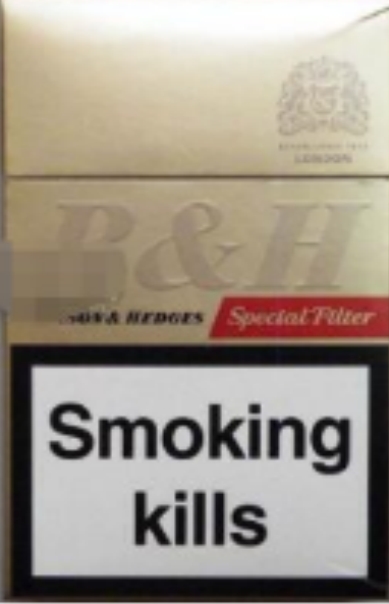 LONDON
B&H
& HEDGES Special Filter
Smoking
kills